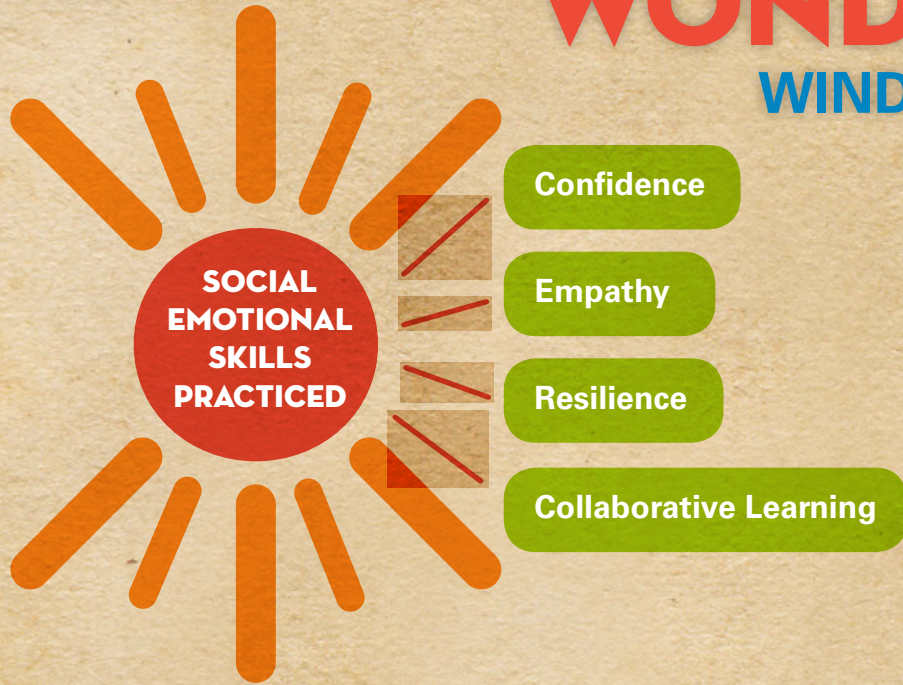 WOND
WIND
Confidence
SOCIAL
EMOTIONAL
SKILLS
PRACTICED
Empathy
Resilience
Collaborative Learning